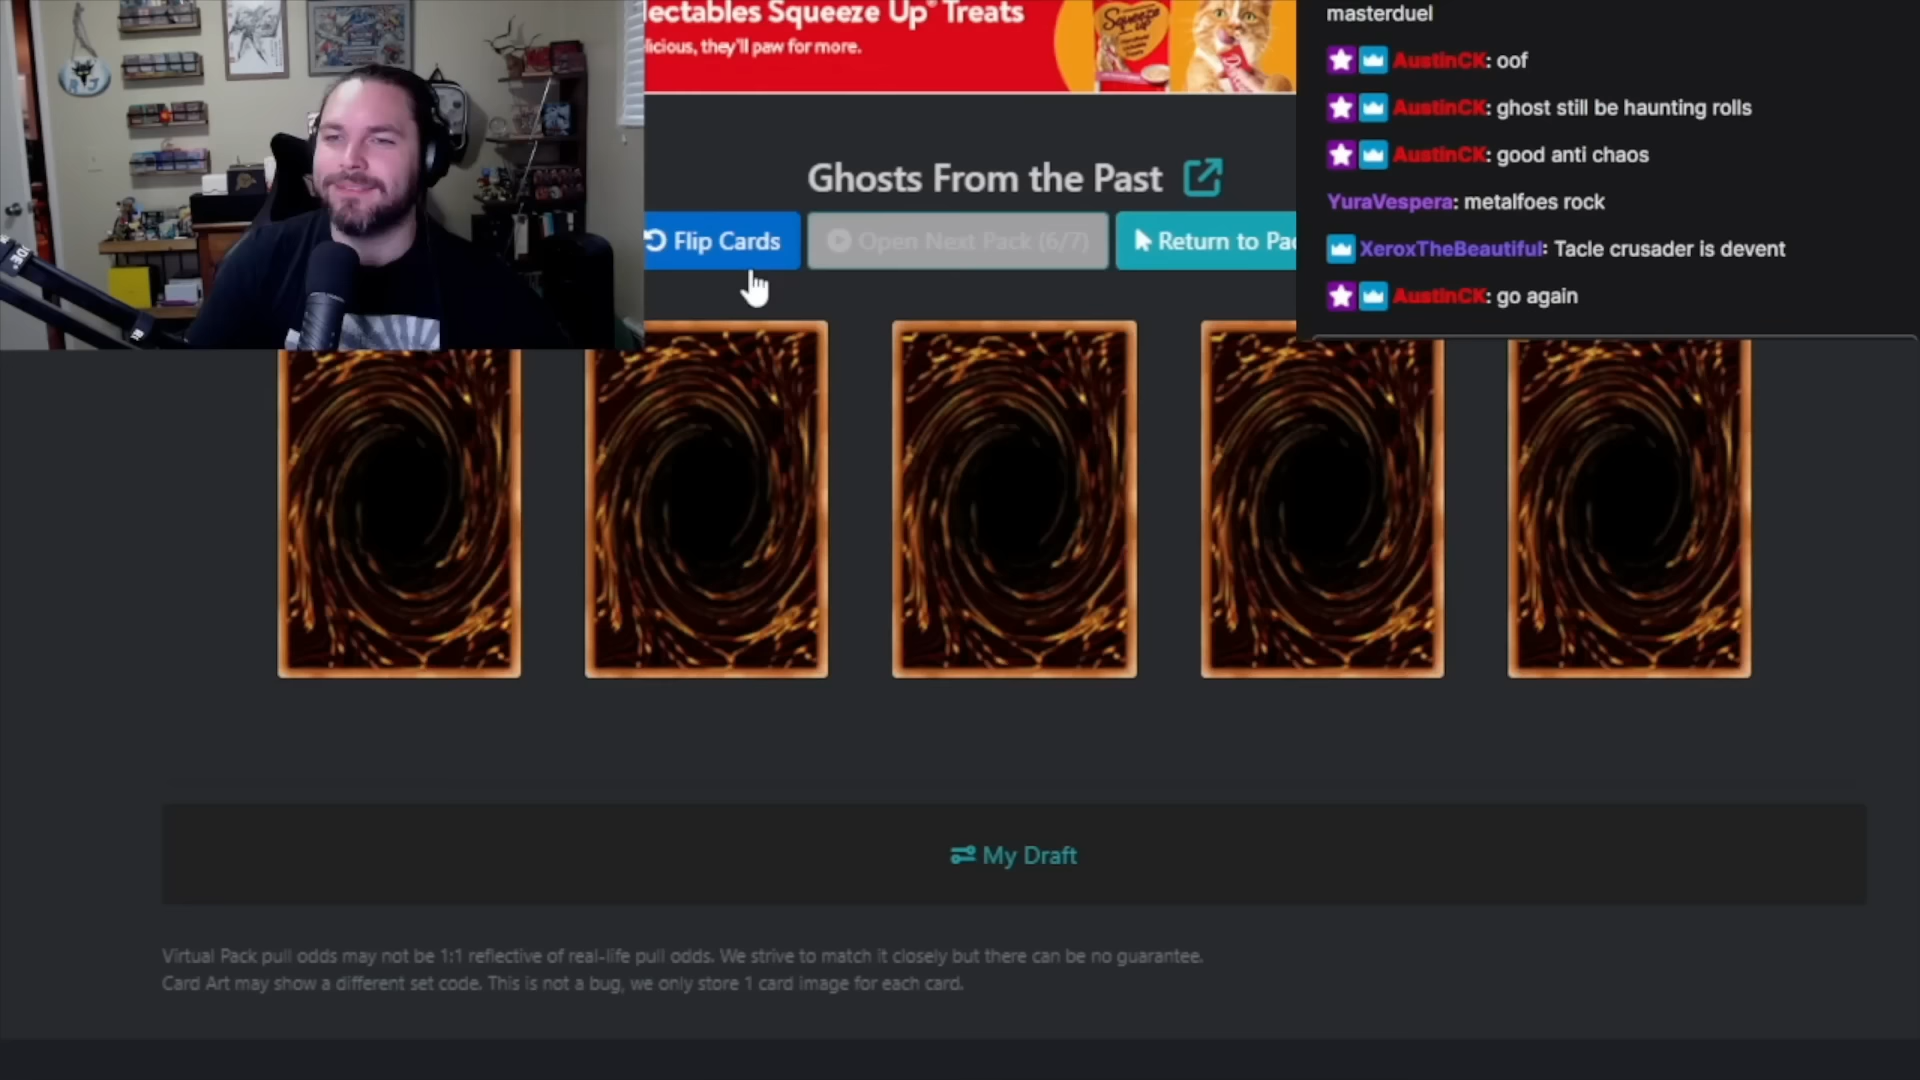 lectables Squeeze Up® Treats
licious, they'll paw for more.
Squeeze up
masterduel
AustinCK: oof
AustinCK: ghost still be haunting rolls
AustinCK: good anti chaos
YuraVespera: metalfoes rock
XeroxTheBeautiful: Tacle crusader is devent
AustinCK: go again
Ghosts From the Past
Flip Cards
Open Next Pack (6/7)
Return to Pac
My Draft
Virtual Pack pull odds may not be 1:1 reflective of real-life pull odds. We strive to match it closely but there can be no guarantee.
Card Art may show a different set code. This is not a bug, we only store 1 card image for each card.